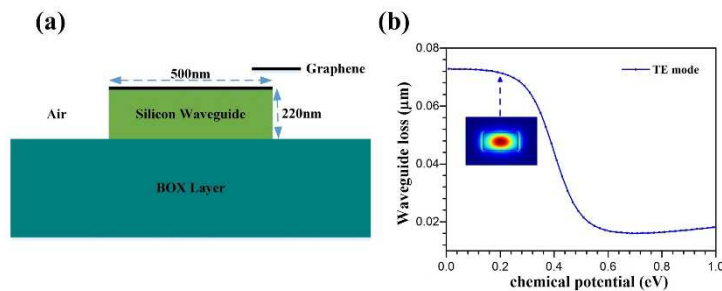 (a)
Graphene
500nm
Air
Silicon Waveguide
220nm
BOX Layer
(b)
0.08
0.06
0.04
0.02
Waveguide loss (μm)
TE mode
0.0 0.2 0.4 0.6 0.8 1.0
chemical potential (eV)